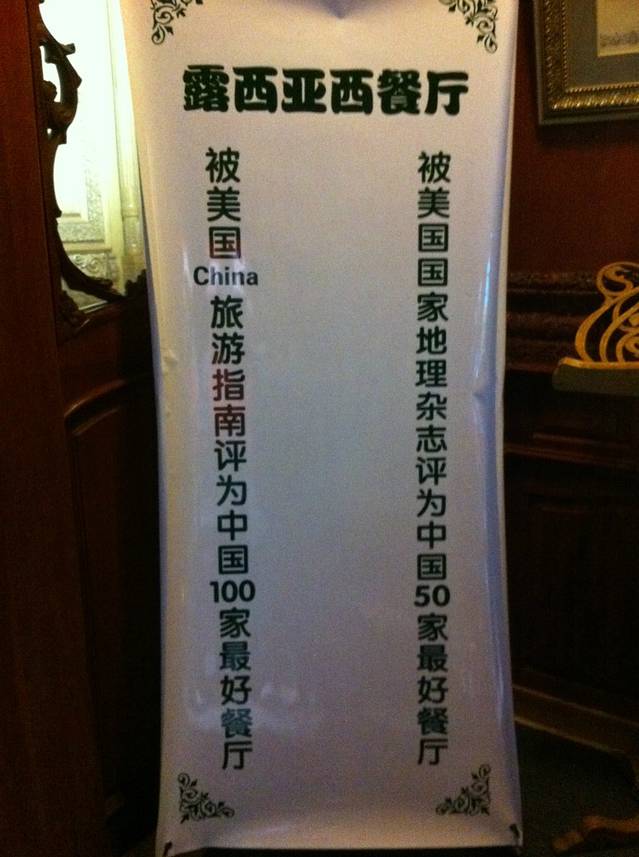 露西亚西餐厅
被美国China旅游指南评为中国100家最好餐厅
被美国国家地理杂志评为中国50家最好餐厅